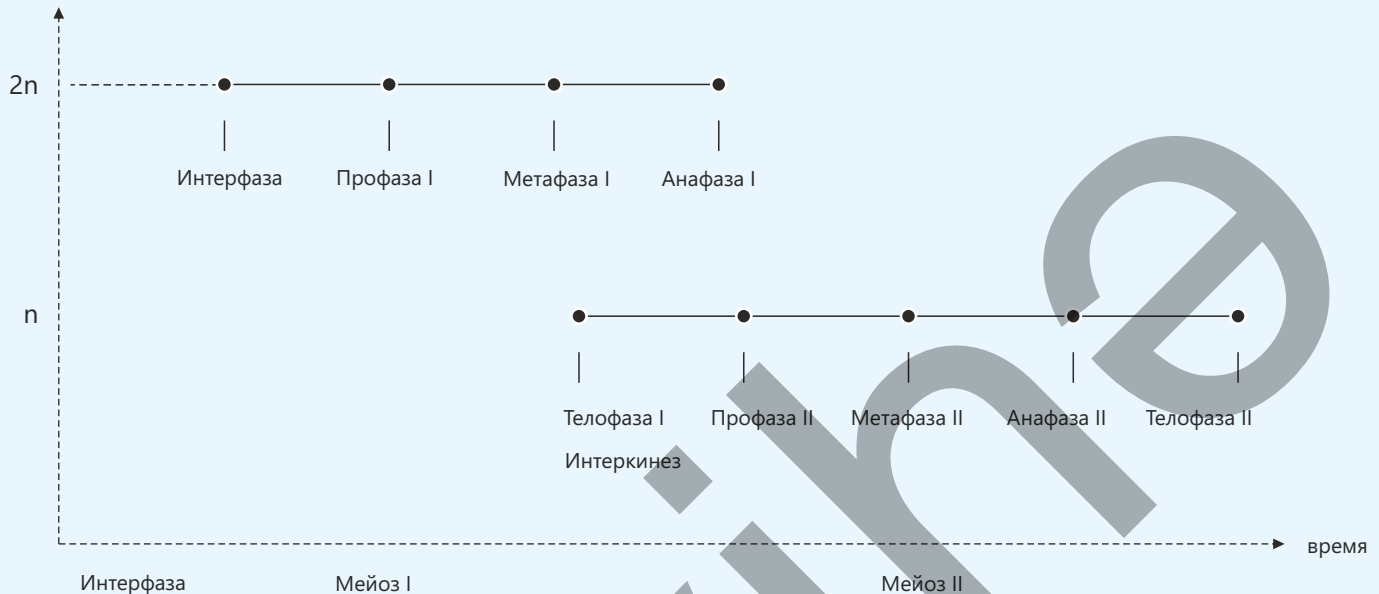 2n
Интерфаза Профаза I Метафаза I Анафаза I
n
Телофаза I Профаза II Метафаза II Анафаза II Телофаза II
Интеркинез
время
Интерфаза Мейоз I Мейоз II